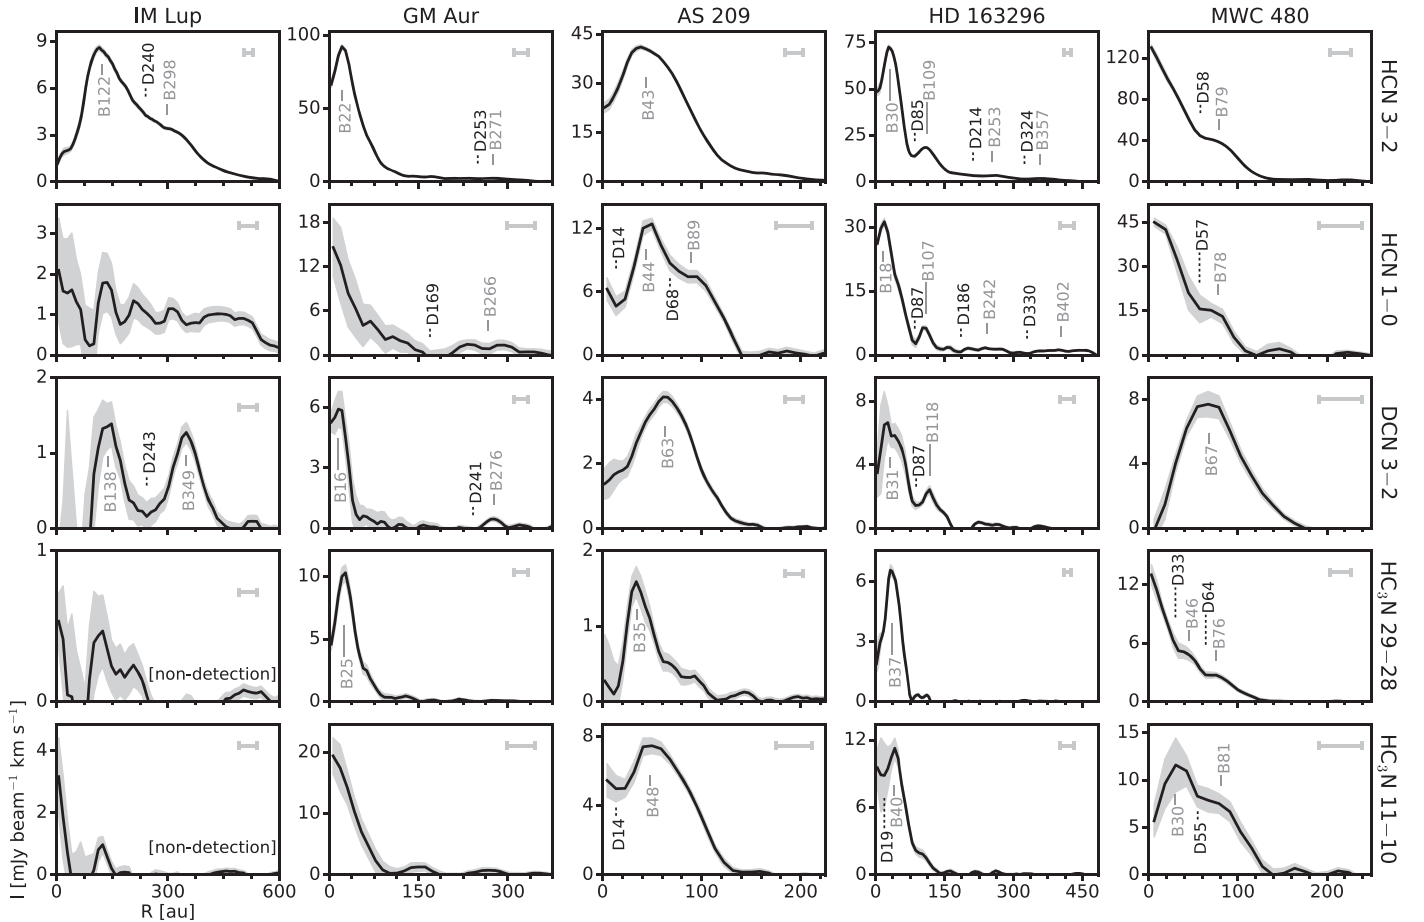 IM Lup GM Aur AS 209 HD 163296 MWC 480
9 6 3 0 B122 D240 B298
100 50 0 B22 D253 B271
45 30 15 0 B43
75 50 25 0 B30 D85 B109 D214 B253 D324 B357
120 80 40 0 D58 B79
HCN 3−2
3 2 1 0
18 12 6 0 D169 B266
12 6 0 D14 B44 D68 B89
30 15 0 B18 D87 B107 D186 B242 D330 B402
45 30 15 0 D57 B78
HCN 1−0
2 1 0 B138 D243 B349
6 3 0 B16 D241 B276
4 2 0 B63
8 4 0 B31 D87 B118
8 4 0 B67
DCN 3−2
1 0 [non-detection]
10 5 0 B25
2 1 0 B35
6 3 0 B37
12 6 0 D33 B46 D64 B76
HC₃N 29−28
4 2 0 [non-detection]
20 10 0
8 4 0 D14 B48
12 6 0 D19 B40
15 10 5 0 B30 D55 B81
HC₃N 11−10
I [mJy beam⁻¹ km s⁻¹]
0 300 600 0 150 300 0 100 200 0 150 300 450 0 100 200
R [au]